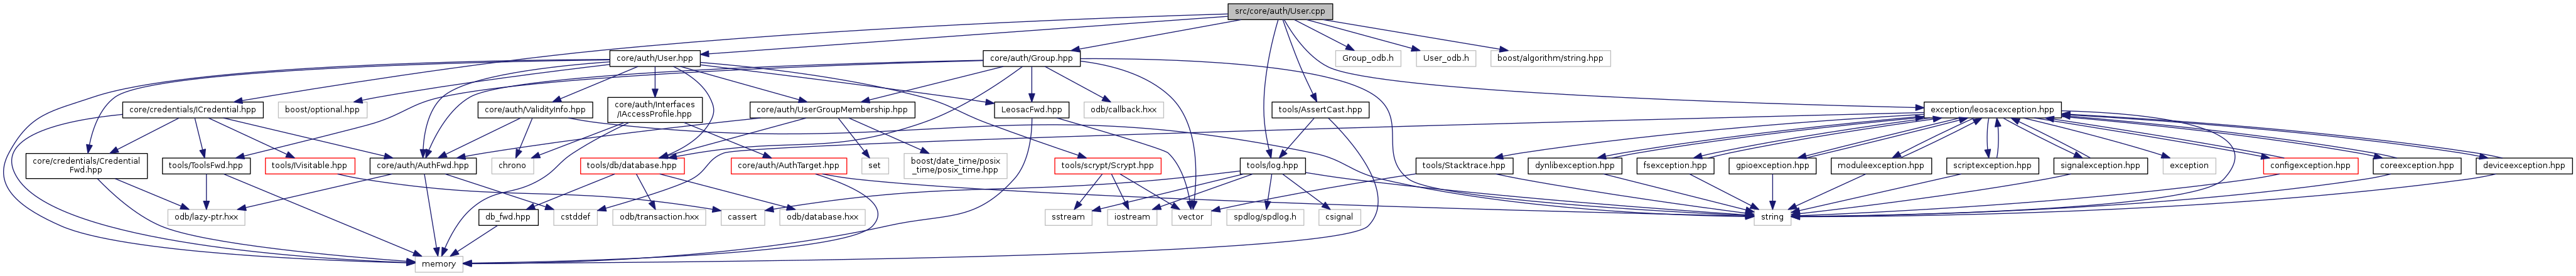 src/core/auth/User.cpp
core/auth/User.hpp
core/auth/Group.hpp
Group_odb.h
User_odb.h
boost/algorithm/string.hpp
core/credentials/ICredential.hpp
boost/optional.hpp
core/auth/ValidityInfo.hpp
core/auth/Interfaces
/IAccessProfile.hpp
core/auth/UserGroupMembership.hpp
LeosacFwd.hpp
odb/callback.hxx
tools/AssertCast.hpp
exception/leosacexception.hpp
core/credentials/Credential
Fwd.hpp
tools/ToolsFwd.hpp
tools/IVisitable.hpp
core/auth/AuthFwd.hpp
chrono
tools/db/database.hpp
core/auth/AuthTarget.hpp
set
boost/date_time/posix
_time/posix_time.hpp
tools/scrypt/Scrypt.hpp
tools/log.hpp
tools/Stacktrace.hpp
dynlibexception.hpp
fsexception.hpp
gpioexception.hpp
moduleexception.hpp
scriptexception.hpp
signalexception.hpp
exception
configexception.hpp
coreexception.hpp
deviceexception.hpp
odb/lazy-ptr.hxx
db_fwd.hpp
cstddef
odb/transaction.hxx
cassert
odb/database.hxx
sstream
iostream
vector
spdlog/spdlog.h
csignal
string
memory